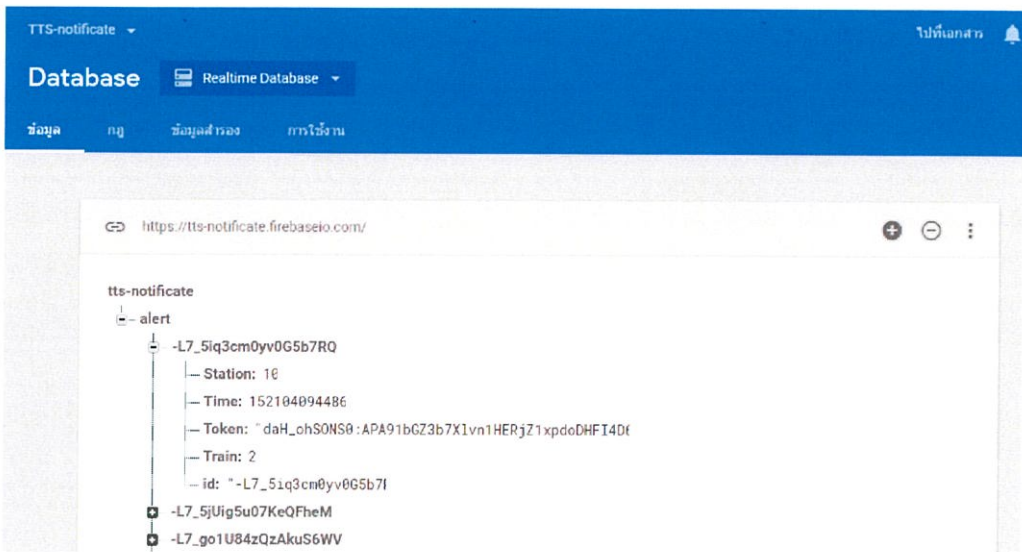 TTS-notificate
ไปที่เอกสาร
Database
Realtime Database
ข้อมูล กฎ ข้อมูลสำรอง การใช้งาน
https://tts-notificate.firebaseio.com/
tts-notificate
alert
-L7_5iq3cm0yv0G5b7RQ
Station: 10
Time: 152104094486
Token: "daH_ohSONS0:APA91bGZ3b7Xlvn1HERjZ1xpdoDHFI4D6
Train: 2
id: "-L7_5iq3cm0yv0G5b7
-L7_5jUig5u07KeQFheM
-L7_go1U84zQzAkuS6WV